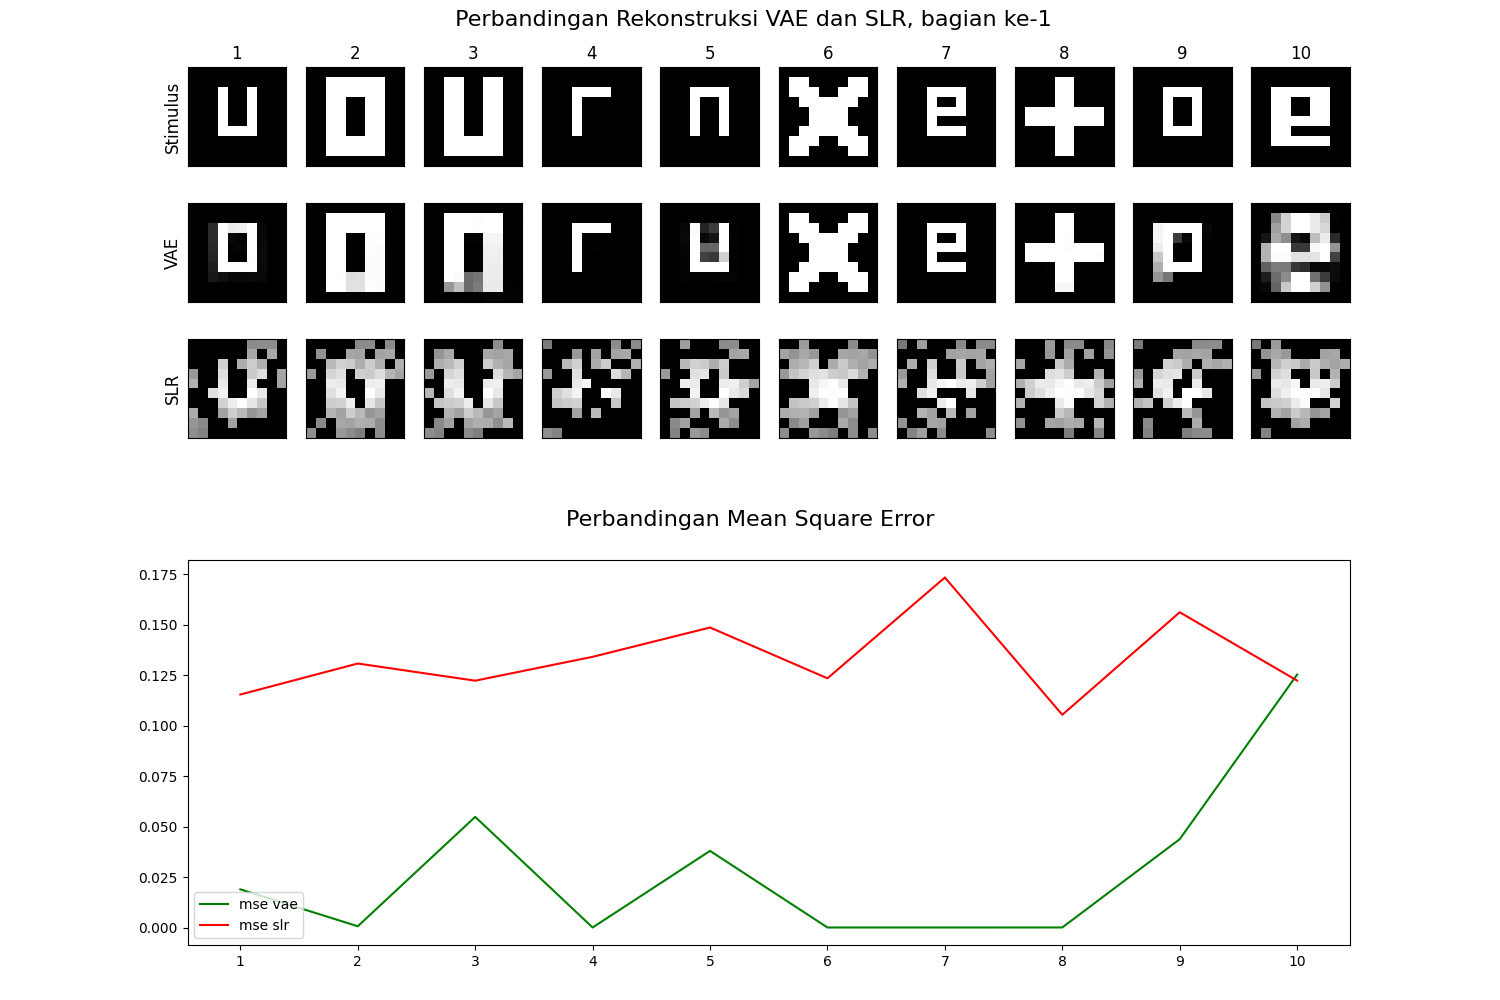 Perbandingan Rekonstruksi VAE dan SLR, bagian ke-1
1 2 3 4 5 6 7 8 9 10
Stimulus
VAE
SLR
Perbandingan Mean Square Error
0.175
0.150
0.125
0.100
0.075
0.050
0.025
0.000
mse vae
mse slr
1 2 3 4 5 6 7 8 9 10